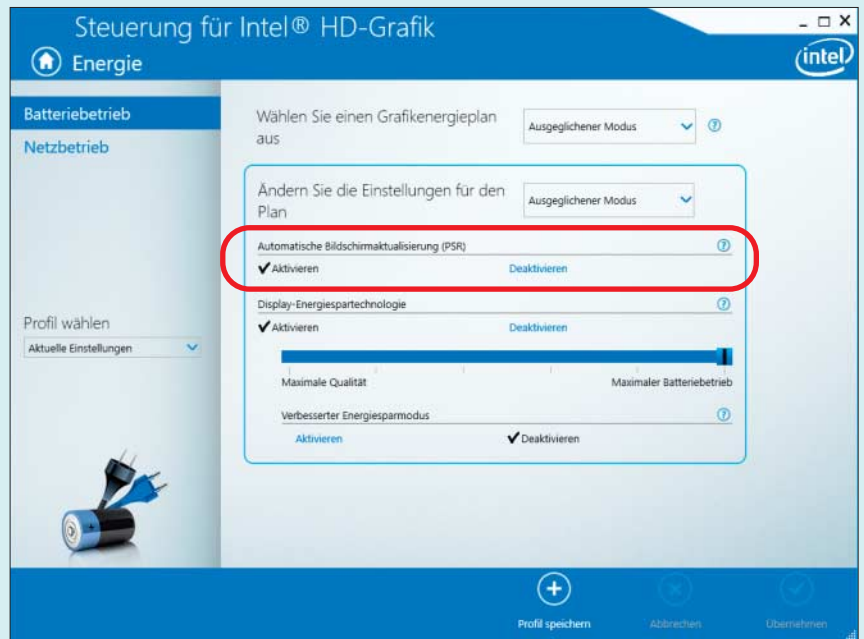 Steuerung für Intel® HD-Grafik
intel
Energie
Batteriebetrieb
Netzbetrieb
Profil wählen
Aktuelle Einstellungen
Wählen Sie einen Grafikenergieplan
aus
Ausgeglichener Modus
Ändern Sie die Einstellungen für den
Plan
Ausgeglichener Modus
Automatische Bildschirmaktualisierung (PSR)
Aktivieren Deaktivieren
Display-Energiespartechnologie
Aktivieren Deaktivieren
Maximale Qualität Maximaler Batteriebetrieb
Verbesserter Energiesparmodus
Aktivieren Deaktivieren
Profil speichern Abbrechen Übernehmen